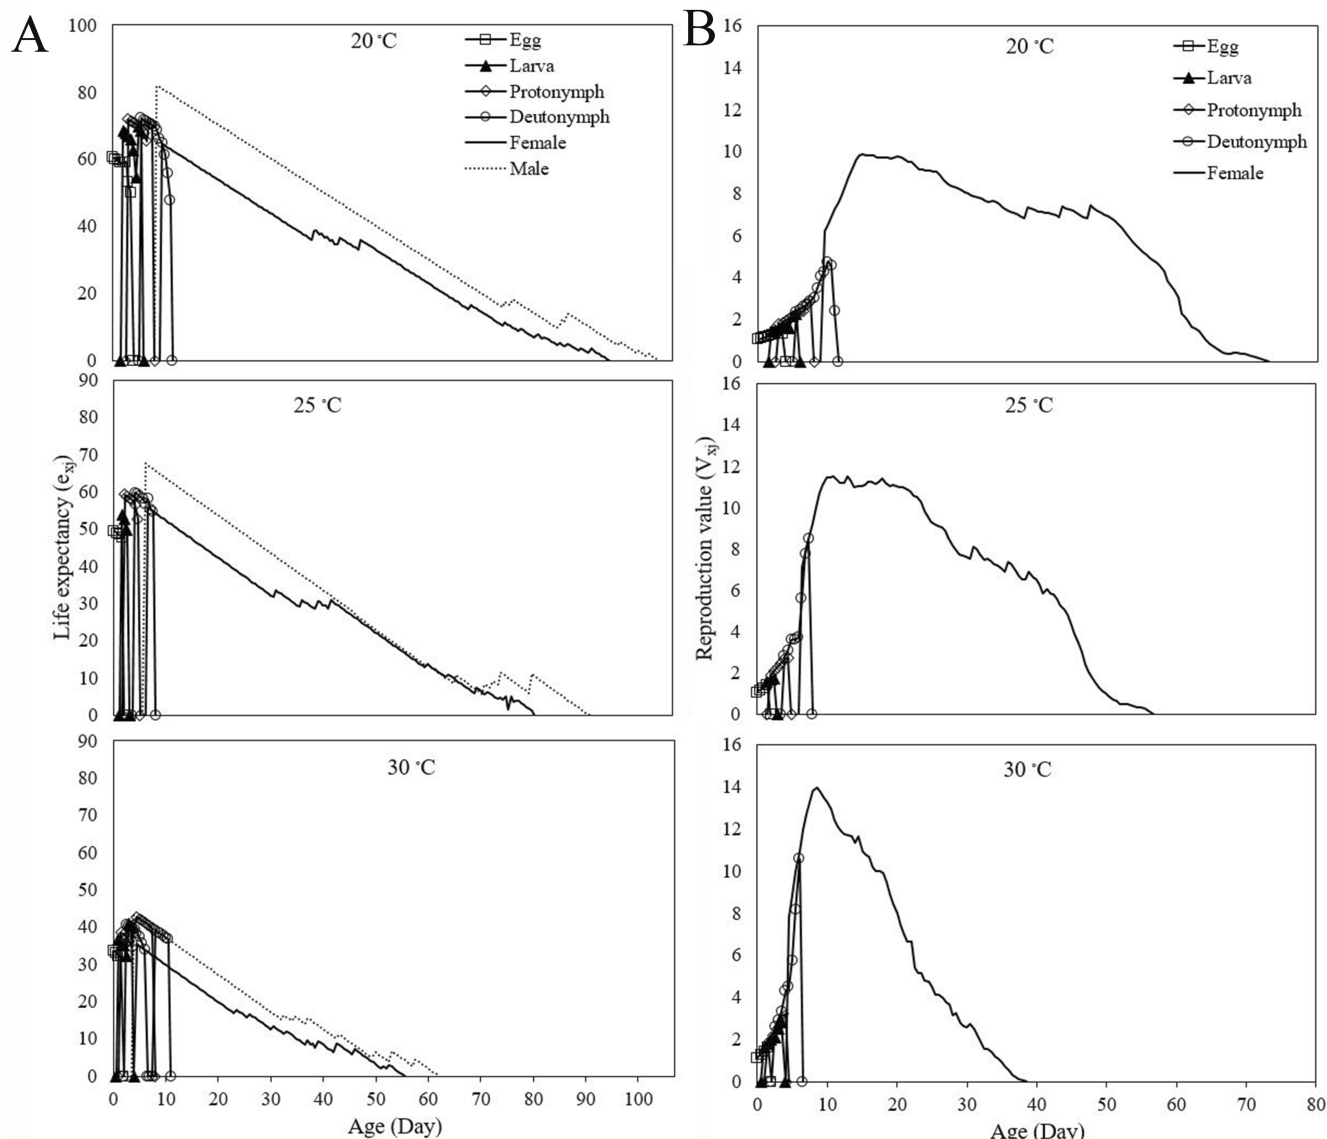 A
20 °C
Egg
Larva
Protonymph
Deutonymph
Female
Male
100
80
60
40
20
0
25 °C
90
80
70
60
50
40
30
20
10
0
Life expectancy (exj)
30 °C
90
80
70
60
50
40
30
20
10
0
0 10 20 30 40 50 60 70 80 90 100
Age (Day)
B
20 °C
Egg
Larva
Protonymph
Deutonymph
Female
16
14
12
10
8
6
4
2
0
25 °C
16
14
12
10
8
6
4
2
0
Reproduction value (Vxj)
30 °C
16
14
12
10
8
6
4
2
0
0 10 20 30 40 50 60 70 80
Age (Day)